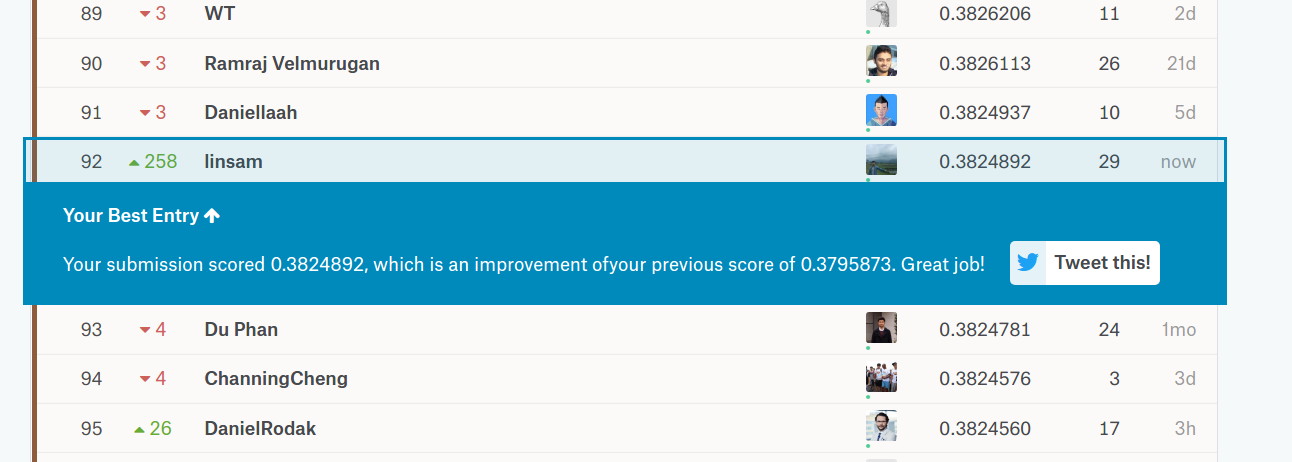 89 3 WT 0.3826206 11 2d
90 3 Ramraj Velmurugan 0.3826113 26 21d
91 3 Daniellaah 0.3824937 10 5d
92 258 linsam 0.3824892 29 now
Your Best Entry
Your submission scored 0.3824892, which is an improvement ofyour previous score of 0.3795873. Great job! Tweet this!
93 4 Du Phan 0.3824781 24 1mo
94 4 ChanningCheng 0.3824576 3 3d
95 26 DanielRodak 0.3824560 17 3h